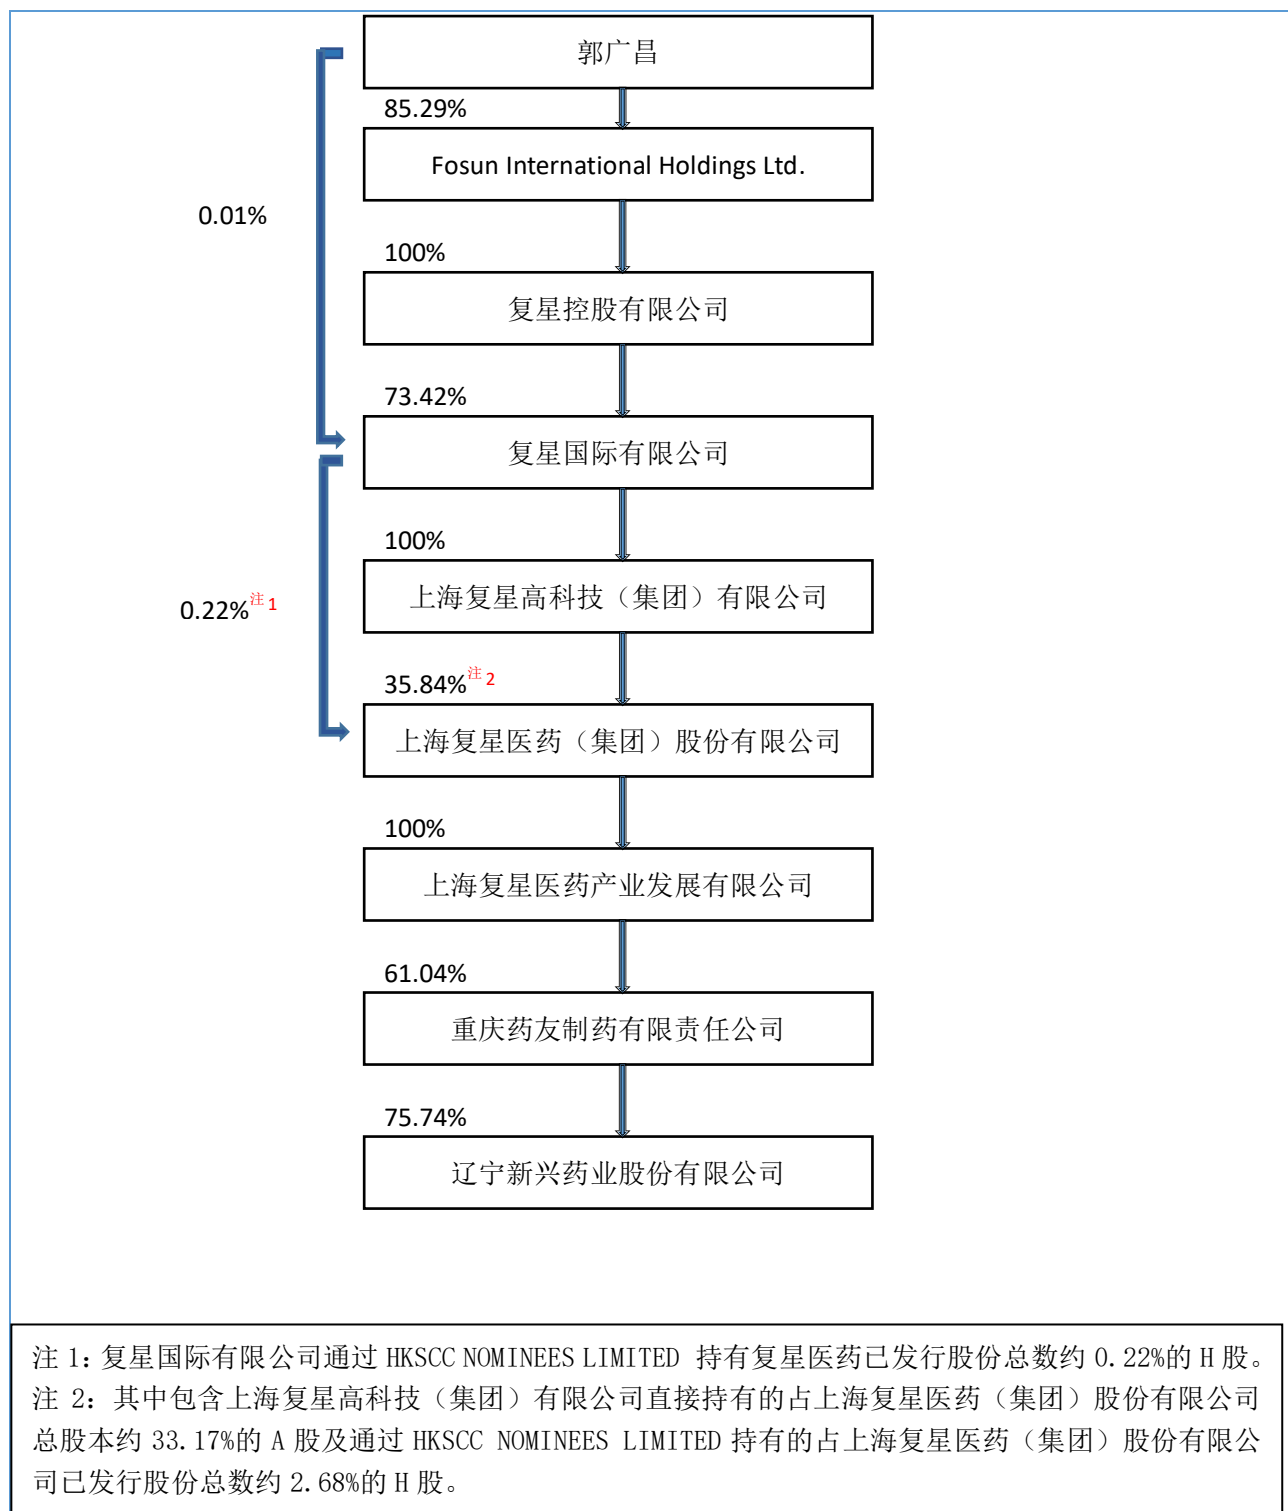 郭广昌
85.29%
Fosun International Holdings Ltd.
0.01%
100%
复星控股有限公司
73.42%
复星国际有限公司
100%
上海复星高科技（集团）有限公司
0.22%注 1
35.84%注 2
上海复星医药（集团）股份有限公司
100%
上海复星医药产业发展有限公司
61.04%
重庆药友制药有限责任公司
75.74%
辽宁新兴药业股份有限公司
注 1: 复星国际有限公司通过 HKSCC NOMINEES LIMITED 持有复星医药已发行股份总数约 0.22%的 H 股。
注 2: 其中包含上海复星高科技（集团）有限公司直接持有的占上海复星医药（集团）股份有限公司
总股本约 33.17%的 A 股及通过 HKSCC NOMINEES LIMITED 持有的占上海复星医药（集团）股份有限公
司已发行股份总数约 2.68%的 H 股。